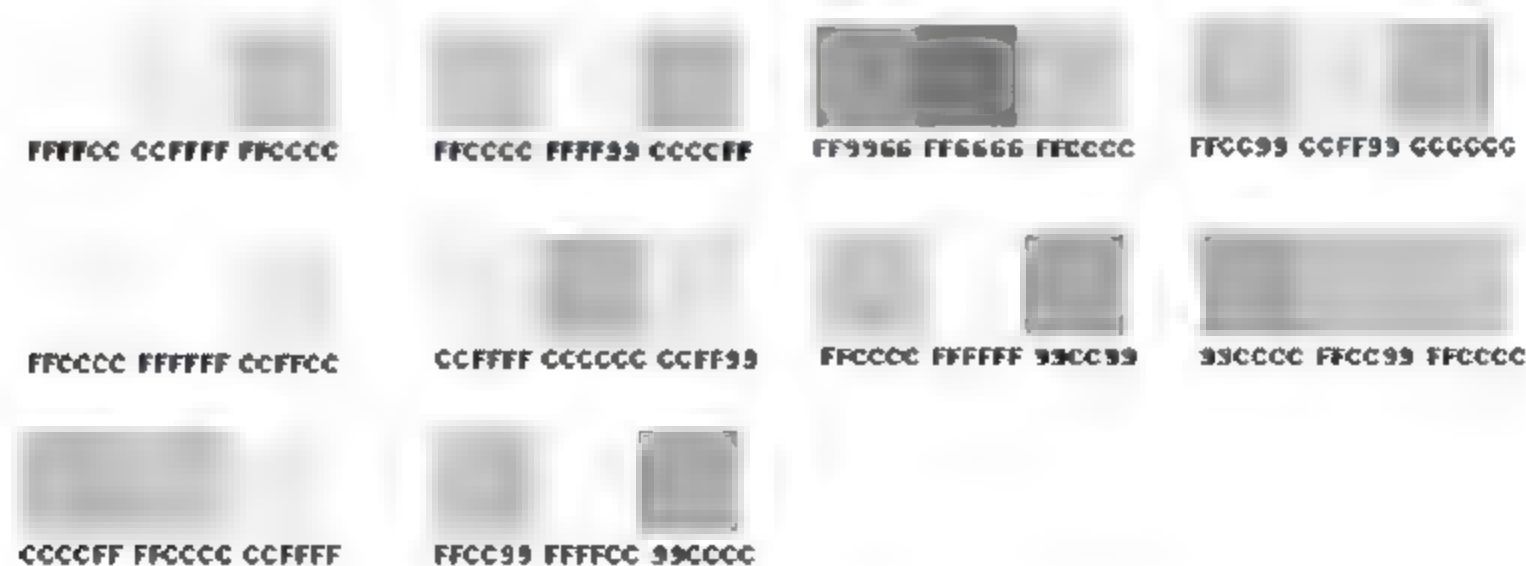 FFFFCC CCFFFF FFCCCC
FFCCCC FFFF99 CCCCFF
FF9966 FF6666 FFCCCC
FFCC99 CCFF99 CCCCCC
FFCCCC FFFFFF CCFFCC
CCFFFF CCCCCC CCFF99
FFCCCC FFFFFF 99CC99
99CCCC FFCC99 FFCCCC
CCCCFF FFCCCC CCFFFF
FFCC99 FFFFCC 99CCCC